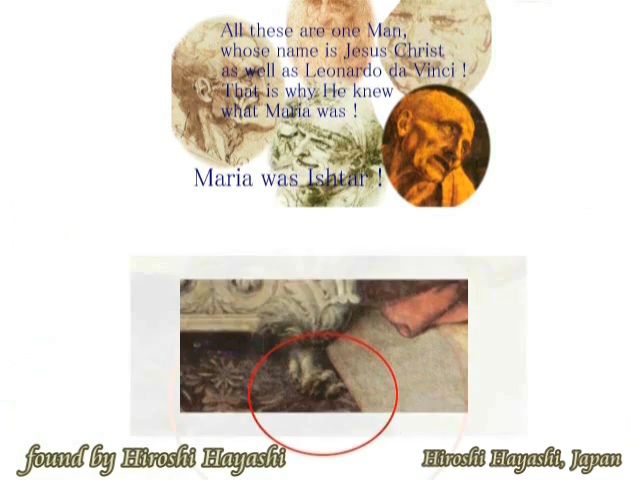 All these are one Man,
whose name is Jesus Christ
as well as Leonardo da Vinci !
That is why He knew
what Maria was !
Maria was Ishtar !
found by Hiroshi Hayashi
Hiroshi Hayashi, Japan